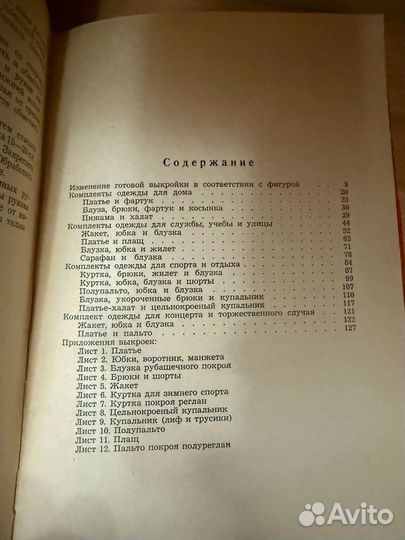 Содержание
Изменение готовой выкройки в соответствии с фигурой . . . 3
Комплекты одежды для дома . . . 20
Платье и фартук . . . 23
Блуза, брюки, фартук и косынка . . . 30
Пижама и халат . . . 39
Комплекты одежды для службы, учебы и улицы . . . 44
Жакет, юбка и блузка . . . 52
Платье и плащ . . . 62
Блузка, юбка и жилет . . . 71
Сарафан и блузка . . . 78
Комплекты одежды для спорта и отдыха . . . 84
Куртка, брюки, жилет и блузка . . . 87
Куртка, юбка, блузка и шорты . . . 99
Полупальто, юбка и блузка . . . 107
Блузка, укороченные брюки и купальник . . . 110
Платье-халат и цельнокроеный купальник . . . 117
Комплект одежды для концерта и торжественного случая . . . 121
Жакет, юбка и блузка . . . 122
Платье и пальто . . . 127
Приложения выкроек:
Лист 1. Платье
Лист 2. Юбки, воротник, манжета
Лист 3. Блузка рубашечного покроя
Лист 4. Брюки и шорты
Лист 5. Жакет
Лист 6. Куртка для зимнего спорта
Лист 7. Куртка покроя реглан
Лист 8. Цельнокроеный купальник
Лист 9. Купальник (лиф и трусики)
Лист 10. Полупальто
Лист 11. Плащ
Лист 12. Пальто покроя полуреглан
Avito